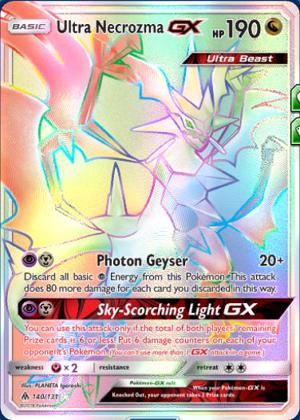 BASIC Ultra Necrozma GX HP 190
Ultra Beast
Photon Geyser 20+
Discard all basic Energy from this Pokémon. This attack
does 80 more damage for each card you discarded in this way.
Sky-Scorching Light GX
You can use this attack only if the total of both players' remaining
Prize cards is 6 or less. Put 6 damage counters on each of your
opponent's Pokémon. (You can't use more than 1 GX attack in a game.)
weakness ×2 resistance retreat
Illus. PLANETA Igarashi
Pokémon-GX rule
When your Pokémon-GX is
Knocked Out, your opponent takes 2 Prize cards.
140/131